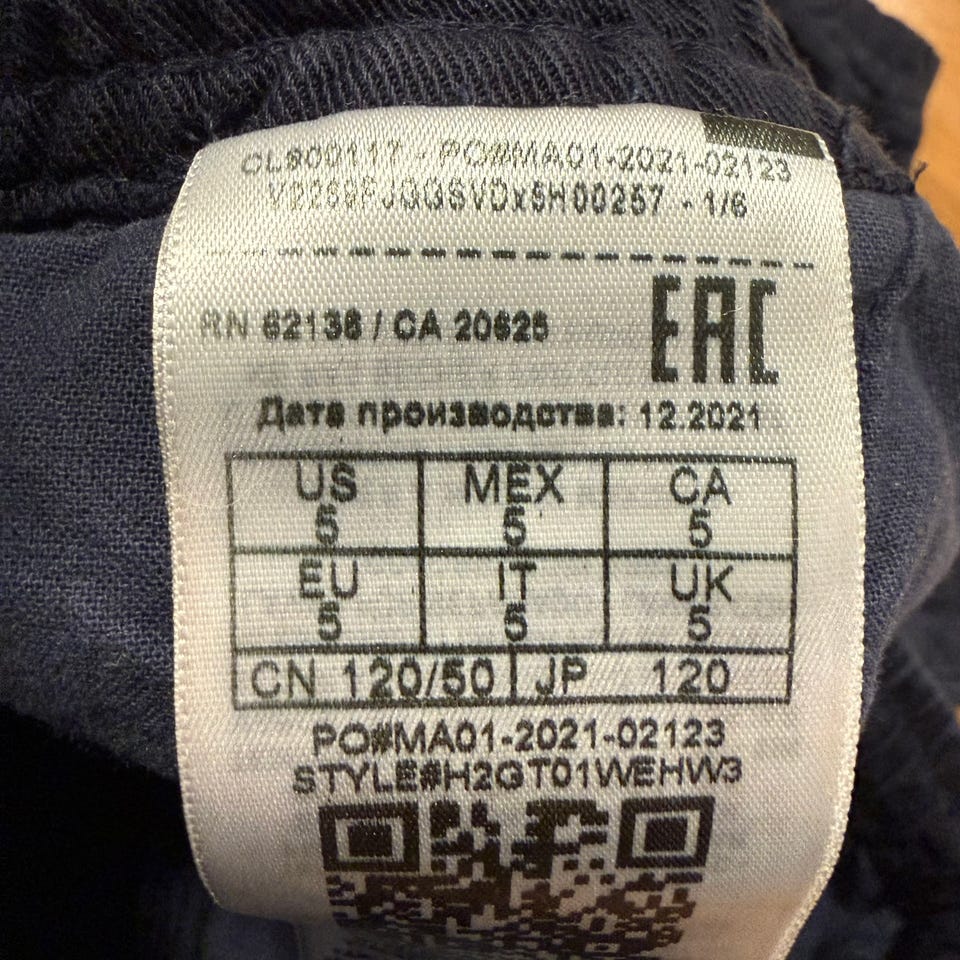 CL900117 - PO#MA01-2021-02123
- 1/6
RN 62138 / CA 20625
EAC
Дата производства: 12.2021
US MEX CA
5 5 5
EU IT UK
5 5 5
CN 120/50 JP 120
PO#MA01-2021-02123
STYLE#H2GT01WEHW3